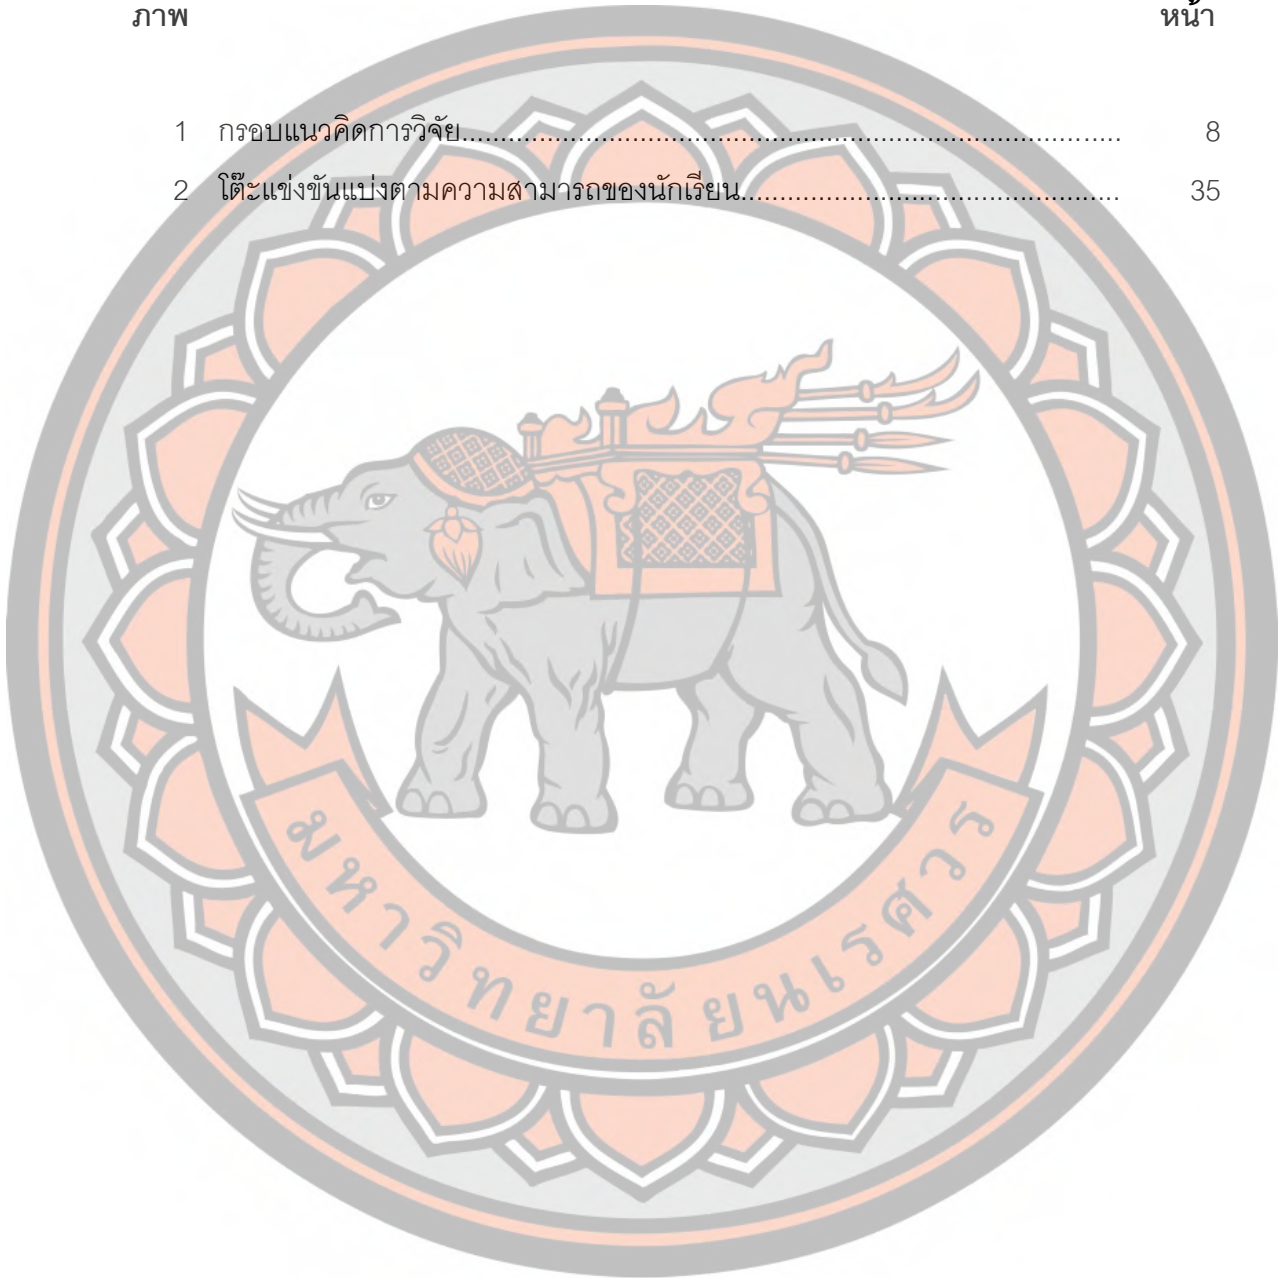 ภาพ หน้า
1 กรอบแนวคิดการวิจัย.................................................................................... 8
2 โต๊ะแข่งขันแบ่งตามความสามารถของนักเรียน................................................ 35
มหาวิทยาลัยนเรศวร